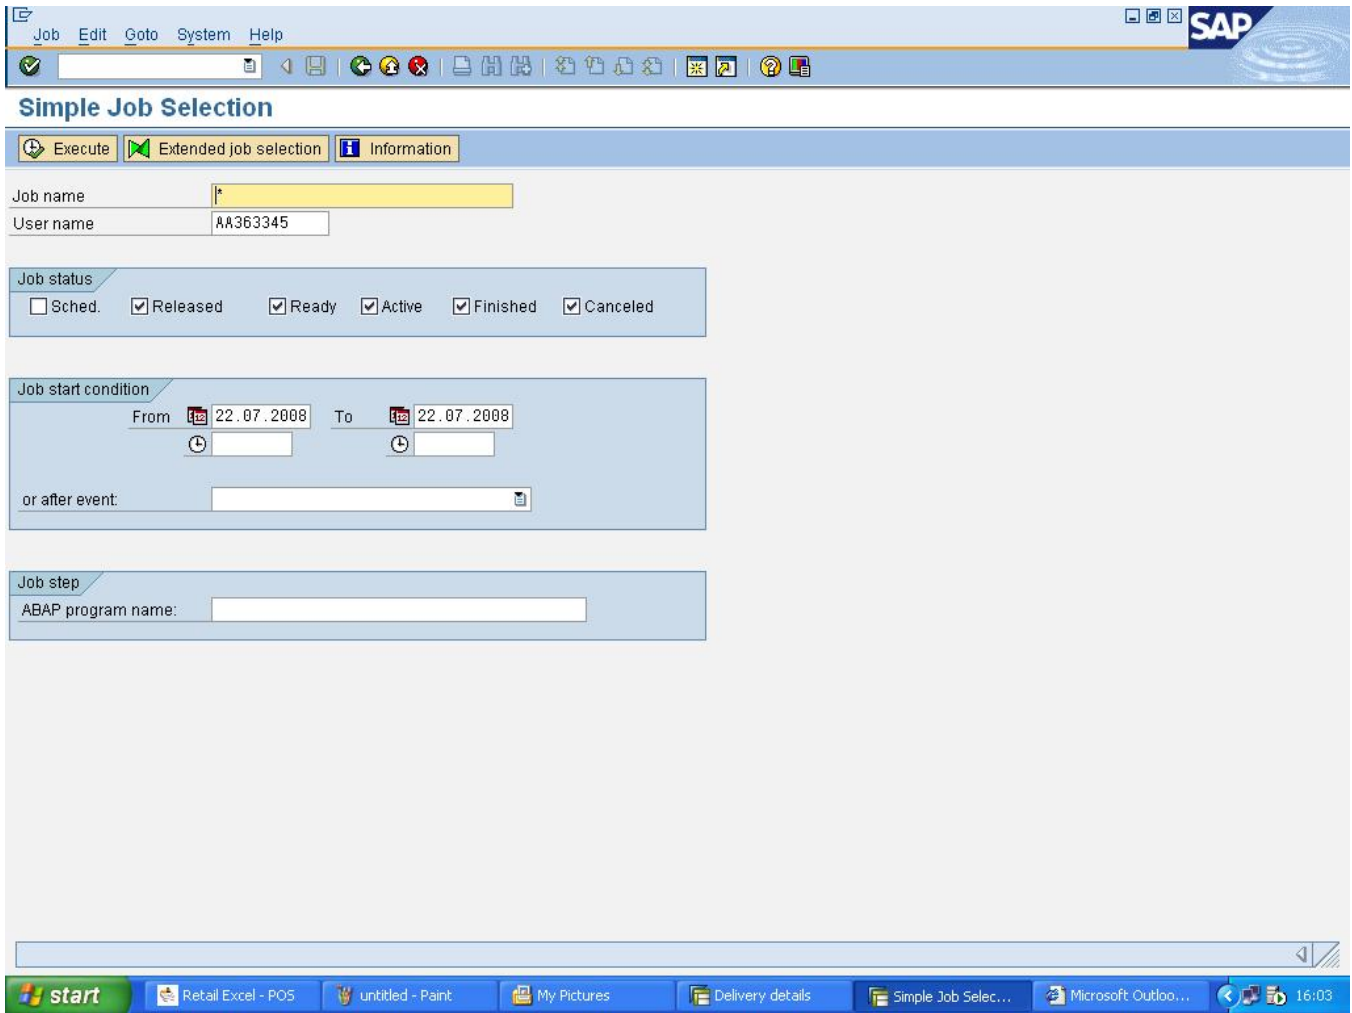 Job Edit Goto System Help
SAP
Simple Job Selection
Execute Extended job selection Information
Job name *
User name AA363345
Job status
Sched. Released Ready Active Finished Canceled
Job start condition
From 22.07.2008 To 22.07.2008
or after event:
Job step
ABAP program name:
start Retail Excel - POS untitled - Paint My Pictures Delivery details Simple Job Selec... Microsoft Outloo... 16:03